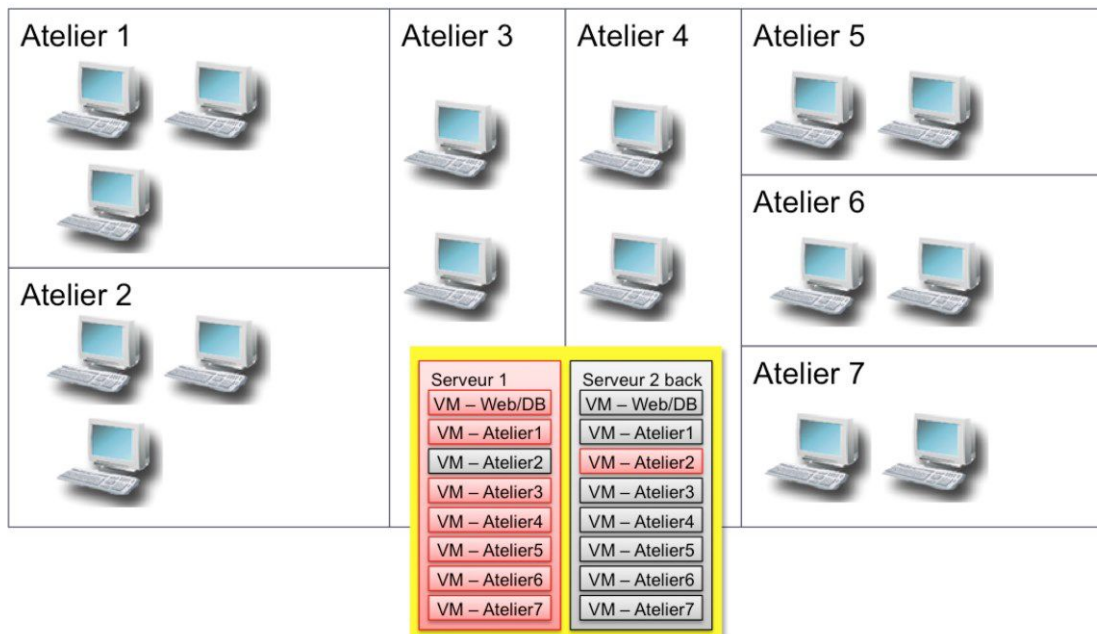 Atelier 1
Atelier 3
Atelier 4
Atelier 5
Atelier 6
Atelier 2
Atelier 7
Serveur 1
VM – Web/DB
VM – Atelier1
VM – Atelier2
VM – Atelier3
VM – Atelier4
VM – Atelier5
VM – Atelier6
VM – Atelier7
Serveur 2 back
VM – Web/DB
VM – Atelier1
VM – Atelier2
VM – Atelier3
VM – Atelier4
VM – Atelier5
VM – Atelier6
VM – Atelier7